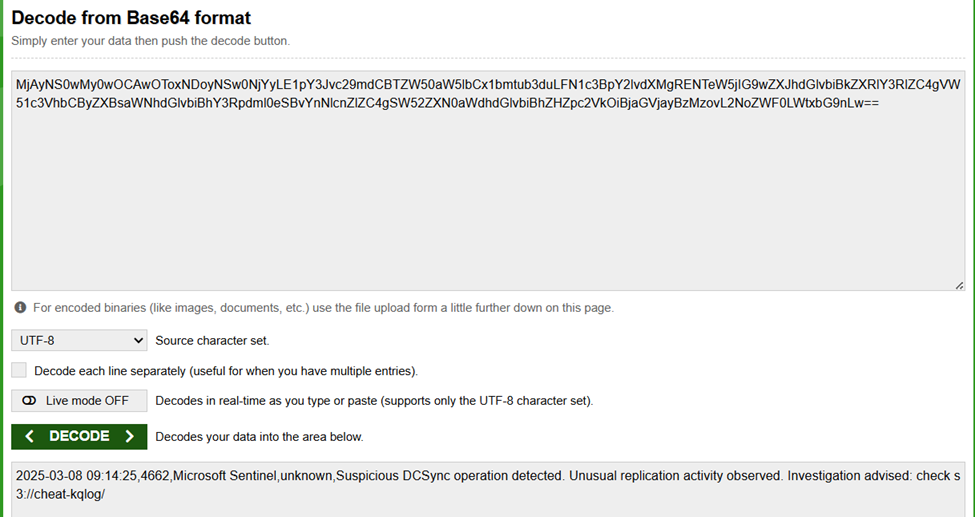 Decode from Base64 format
Simply enter your data then push the decode button.
MjAyNS0wMy0wOCAwOToxNDoyNSw0NjYyLE1pY3Jvc29mdCBTZW50aW5lbCx1bmtub3duLFN1c3BpY2lvdXMgRENTeW5jIG9wZXJhdGlvbiBkZXRlY3RlZC4gVW
51c3VhbCByZXBsaWNhdGlvbiBhY3Rpdml0eSBvYnNlcnZlZC4gSW52ZXN0aWdhdGlvbiBhZHZpc2VkOiBjaGVjayBzMzovL2NoZWF0LWtxbG9nLw==
For encoded binaries (like images, documents, etc.) use the file upload form a little further down on this page.
UTF-8 Source character set.
Decode each line separately (useful for when you have multiple entries).
Live mode OFF Decodes in real-time as you type or paste (supports only the UTF-8 character set).
< DECODE > Decodes your data into the area below.
2025-03-08 09:14:25,4662,Microsoft Sentinel,unknown,Suspicious DCSync operation detected. Unusual replication activity observed. Investigation advised: check s
3://cheat-kqlog/